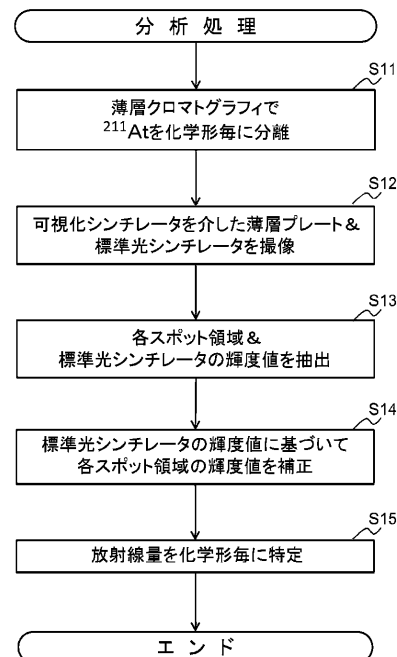 分析処理
S11
薄層クロマトグラフィで
²¹¹Atを化学形毎に分離
S12
可視化シンチレータを介した薄層プレート＆
標準光シンチレータを撮像
S13
各スポット領域＆
標準光シンチレータの輝度値を抽出
S14
標準光シンチレータの輝度値に基づいて
各スポット領域の輝度値を補正
S15
放射線量を化学形毎に特定
エンド